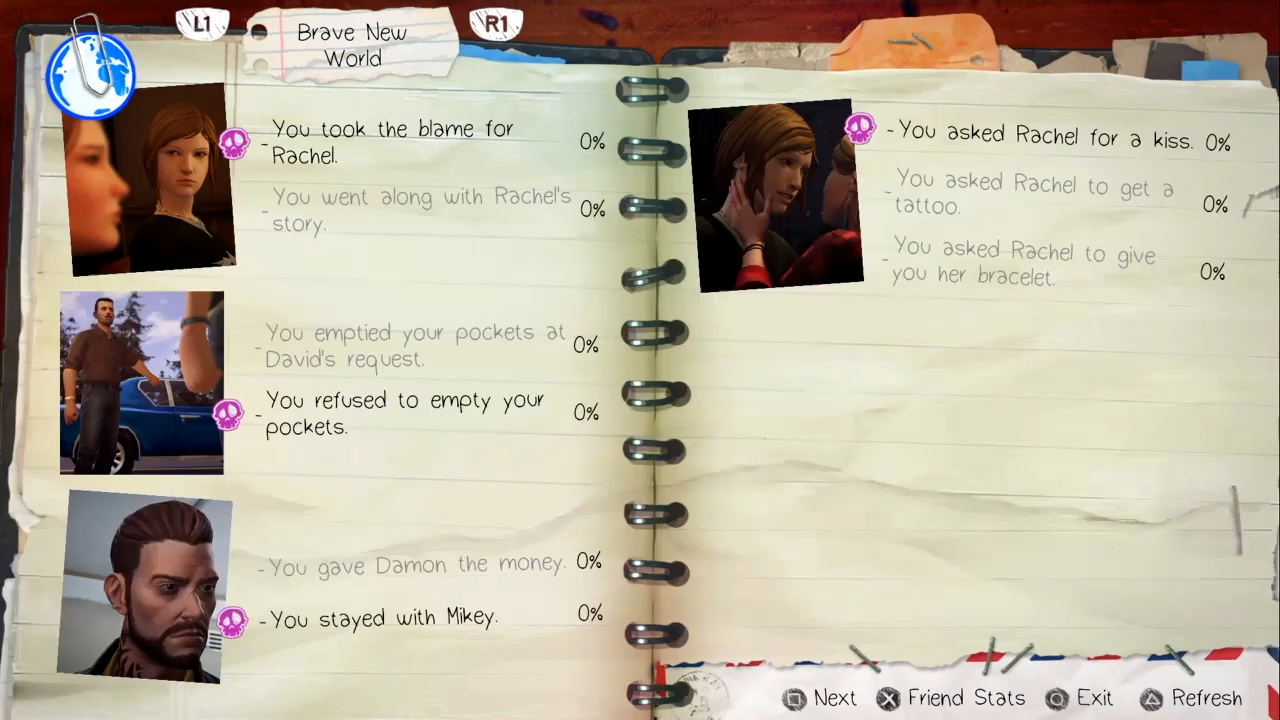 L1
Brave New
World
R1
- You took the blame for
Rachel.
0%
- You went along with Rachel's
story.
0%
- You emptied your pockets at
David's request.
0%
- You refused to empty your
pockets.
0%
- You gave Damon the money. 0%
- You stayed with Mikey. 0%
- You asked Rachel for a kiss. 0%
- You asked Rachel to get a
tattoo.
0%
- You asked Rachel to give
you her bracelet.
0%
Next Friend Stats Exit Refresh